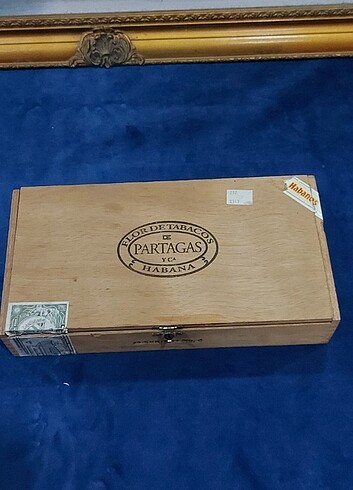 Habanos
FLOR DE TABACOS
DE
PARTAGAS
Y Cª
HABANA